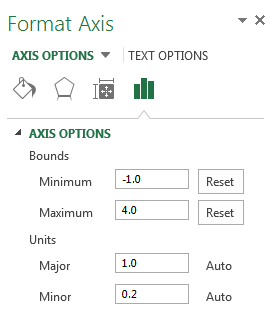 Format Axis
AXIS OPTIONS TEXT OPTIONS
AXIS OPTIONS
Bounds
Minimum -1.0 Reset
Maximum 4.0 Reset
Units
Major 1.0 Auto
Minor 0.2 Auto